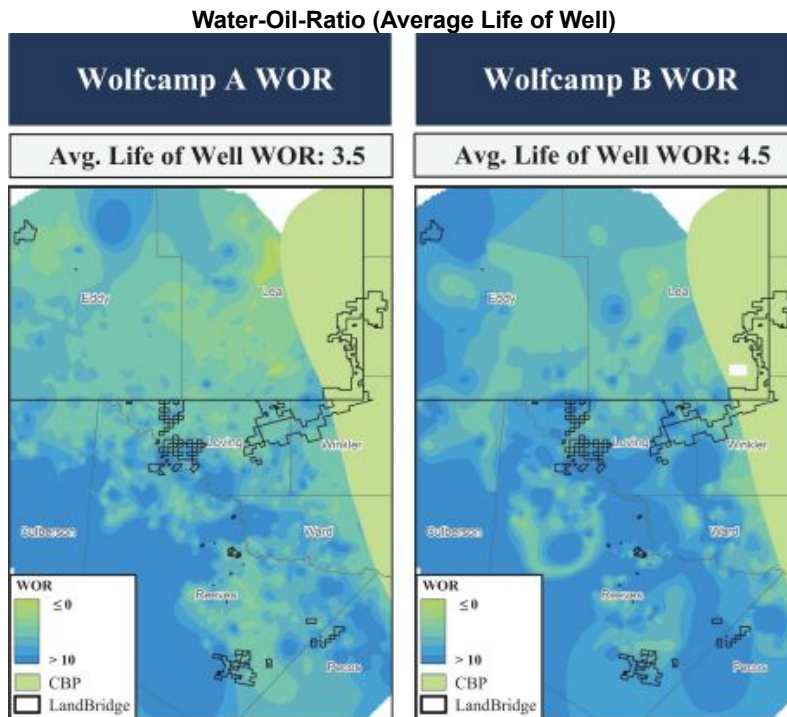 Water-Oil-Ratio (Average Life of Well)
Wolfcamp A WOR
Avg. Life of Well WOR: 3.5
Eddy
Lea
Loving
Winkler
Culberson
Ward
Reeves
Pecos
WOR
≤ 0
> 10
CBP
LandBridge
Wolfcamp B WOR
Avg. Life of Well WOR: 4.5
Eddy
Lea
Loving
Winkler
Culberson
Ward
Reeves
Pecos
WOR
≤ 0
> 10
CBP
LandBridge